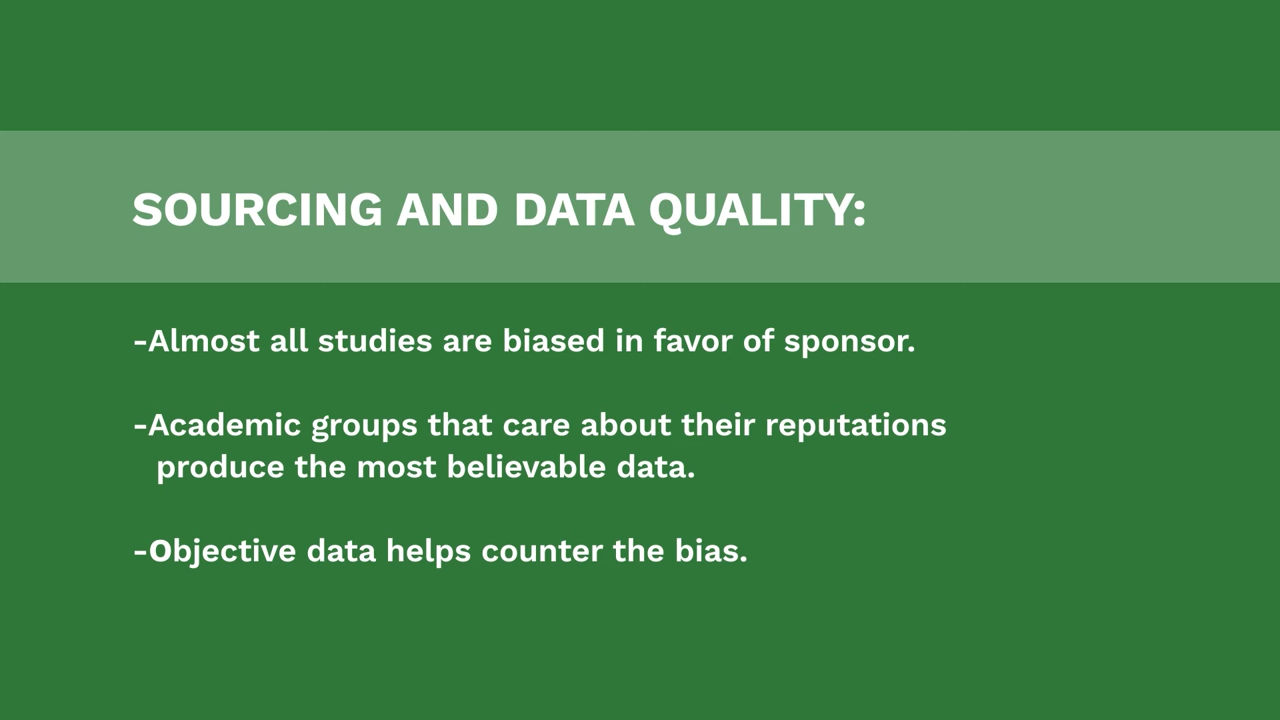 SOURCING AND DATA QUALITY:
-Almost all studies are biased in favor of sponsor.
-Academic groups that care about their reputations
produce the most believable data.
-Objective data helps counter the bias.